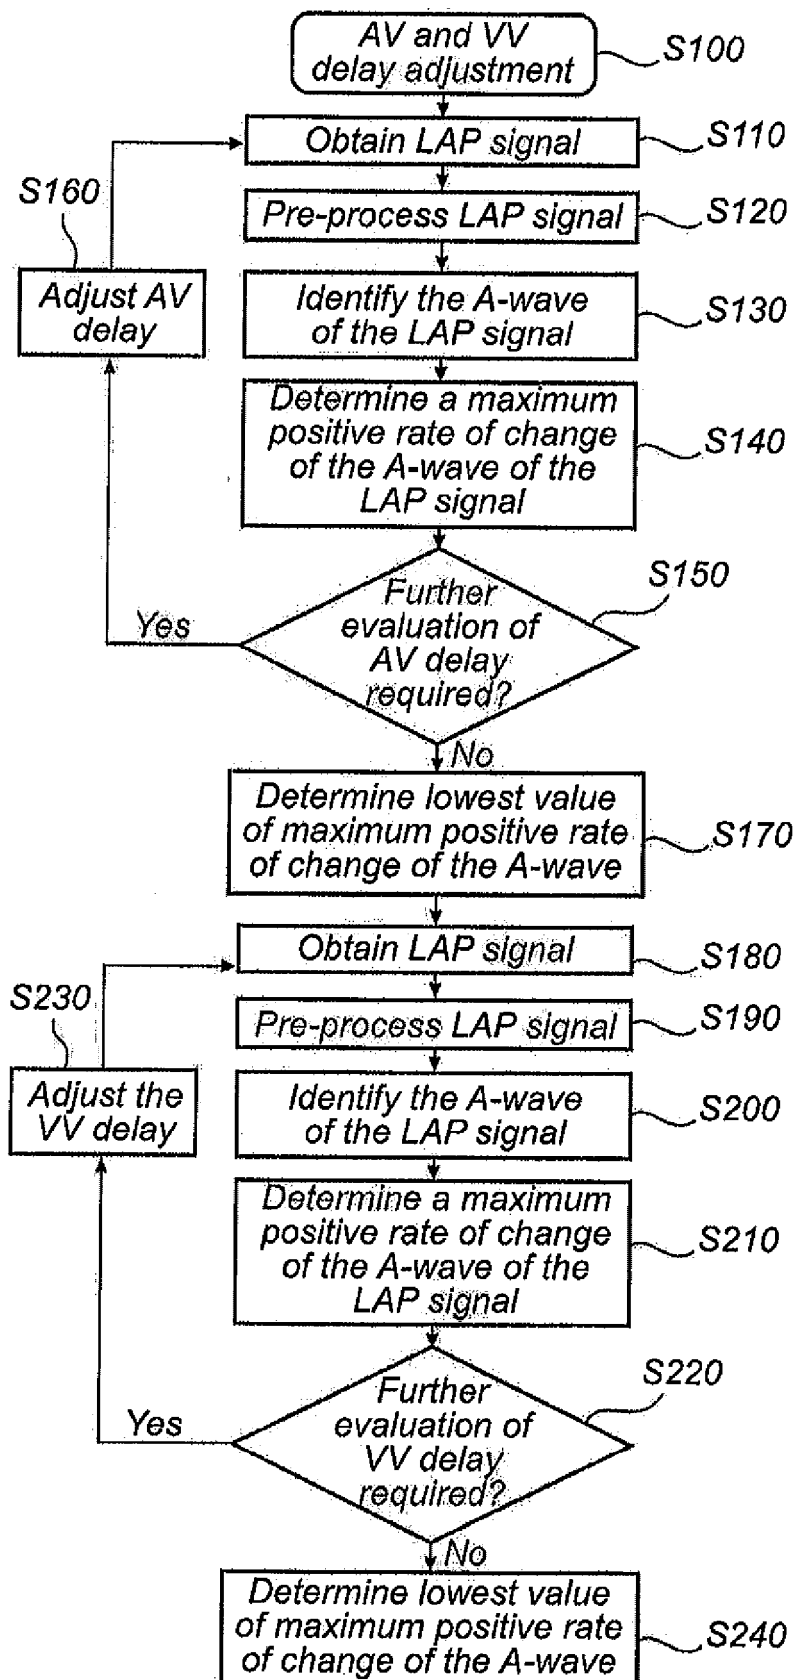 AV and VV
delay adjustment
S100
Obtain LAP signal
S110
S160
Pre-process LAP signal
S120
Adjust AV
delay
Identify the A-wave
of the LAP signal
S130
Determine a maximum
positive rate of change
of the A-wave of the
LAP signal
S140
S150
Further
evaluation of
AV delay
required?
Yes
No
Determine lowest value
of maximum positive rate
of change of the A-wave
S170
Obtain LAP signal
S180
S230
Pre-process LAP signal
S190
Adjust the
VV delay
Identify the A-wave
of the LAP signal
S200
Determine a maximum
positive rate of change
of the A-wave of the
LAP signal
S210
S220
Further
evaluation of
VV delay
required?
Yes
No
Determine lowest value
of maximum positive rate
of change of the A-wave
S240